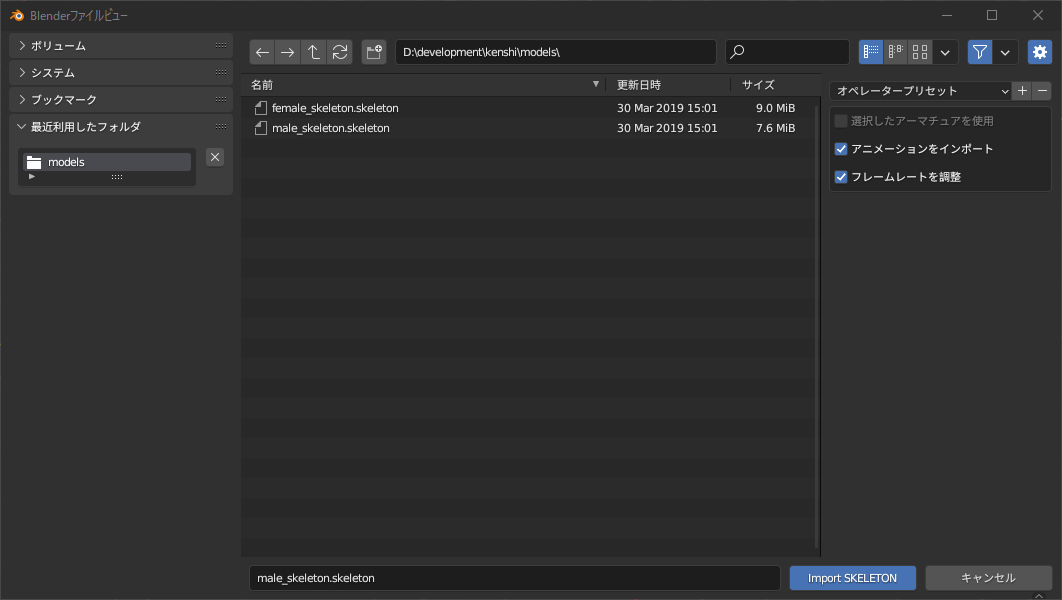 Blenderファイルビュー
ボリューム
システム
ブックマーク
最近利用したフォルダ
models
D:\development\kenshi\models\
名前 更新日時 サイズ
female_skeleton.skeleton 30 Mar 2019 15:01 9.0 MiB
male_skeleton.skeleton 30 Mar 2019 15:01 7.6 MiB
オペレータープリセット
選択したアーマチュアを使用
アニメーションをインポート
フレームレートを調整
male_skeleton.skeleton
Import SKELETON
キャンセル